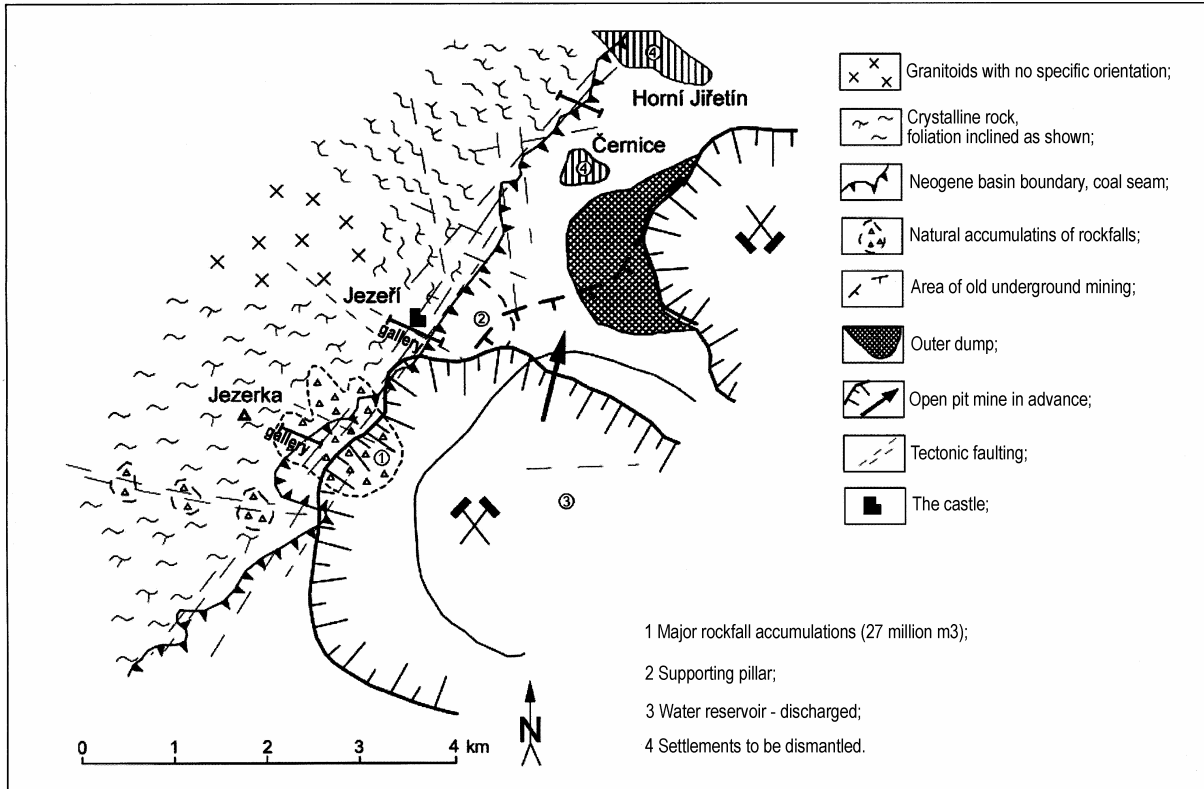 4
Horní Jiřetín
Černice
4
Jezeří
2
gallery
Jezerka
gallery
1
3
N
0 1 2 3 4 km
Granitoids with no specific orientation;
Crystalline rock,
foliation inclined as shown;
Neogene basin boundary, coal seam;
Natural accumulatins of rockfalls;
Area of old underground mining;
Outer dump;
Open pit mine in advance;
Tectonic faulting;
The castle;
1 Major rockfall accumulations (27 million m3);
2 Supporting pillar;
3 Water reservoir - discharged;
4 Settlements to be dismantled.